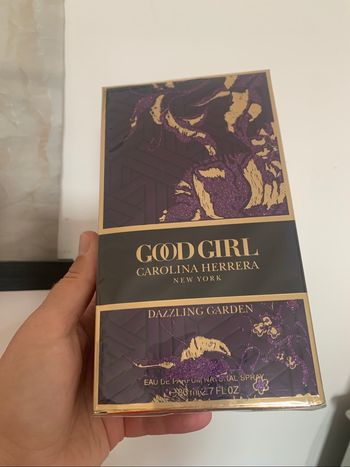 GOOD GIRL
CAROLINA HERRERA
NEW YORK
DAZZLING GARDEN
EAU DE PARFUM NATURAL SPRAY
80 ml 2.7 FL OZ